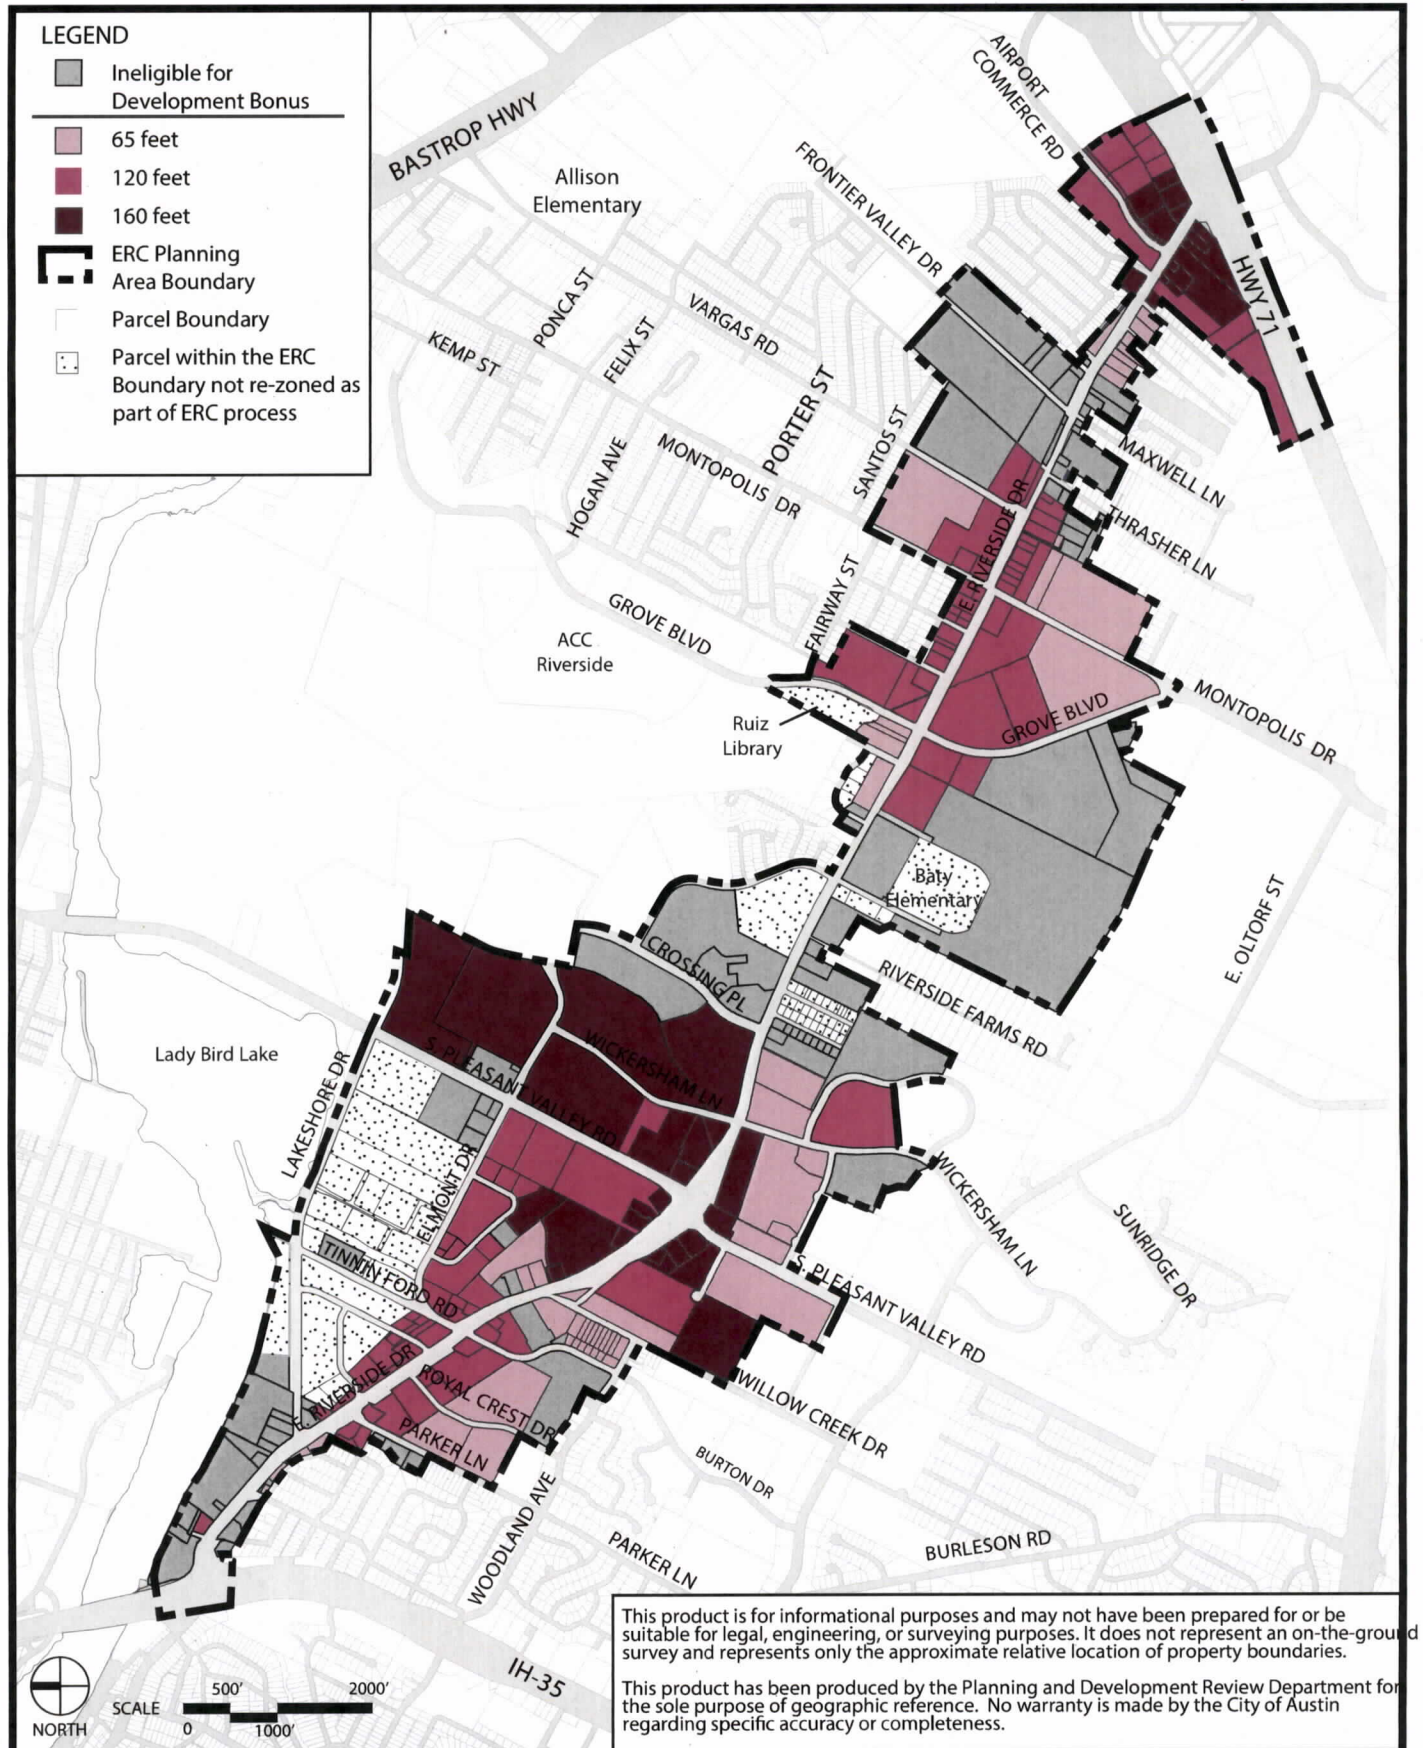 LEGEND
Ineligible for
Development Bonus
65 feet
120 feet
160 feet
ERC Planning
Area Boundary
Parcel Boundary
Parcel within the ERC
Boundary not re-zoned as
part of ERC process
BASTROP HWY
AIRPORT
COMMERCE RD
Allison
Elementary
FRONTIER VALLEY DR
HWY 71
PONCA ST
VARGAS RD
KEMP ST
FELIX ST
PORTER ST
SANTOS ST
HOGAN AVE
MONTOPOLIS DR
MAXWELL LN
THRASHER LN
E. RIVERSIDE DR
FAIRWAY ST
GROVE BLVD
ACC
Riverside
Ruiz
Library
GROVE BLVD
MONTOPOLIS DR
Baty
Elementary
E. OLTORF ST
CROSSING PL
RIVERSIDE FARMS RD
Lady Bird Lake
LAKESHORE DR
S. PLEASANT VALLEY RD
WICKERSHAM LN
ELMONT DR
WICKERSHAM LN
SUNRIDGE DR
TINNIN FORD RD
S. PLEASANT VALLEY RD
E. RIVERSIDE DR
ROYAL CREST DR
PARKER LN
WILLOW CREEK DR
BURTON DR
WOODLAND AVE
PARKER LN
BURLESON RD
IH-35
NORTH
SCALE
500'
2000'
0
1000'
This product is for informational purposes and may not have been prepared for or be
suitable for legal, engineering, or surveying purposes. It does not represent an on-the-ground
survey and represents only the approximate relative location of property boundaries.
This product has been produced by the Planning and Development Review Department for
the sole purpose of geographic reference. No warranty is made by the City of Austin
regarding specific accuracy or completeness.